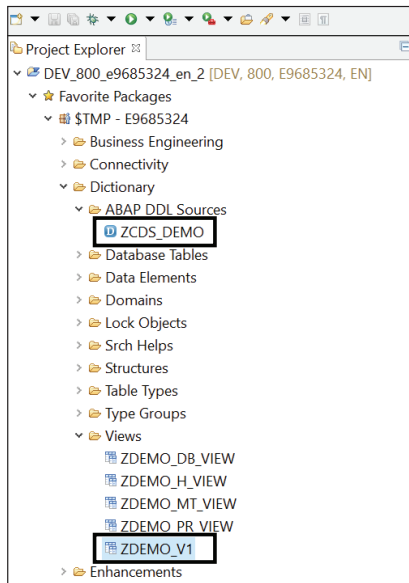 Project Explorer
DEV_800_e9685324_en_2 [DEV, 800, E9685324, EN]
Favorite Packages
$TMP - E9685324
Business Engineering
Connectivity
Dictionary
ABAP DDL Sources
D ZCDS_DEMO
Database Tables
Data Elements
Domains
Lock Objects
Srch Helps
Structures
Table Types
Type Groups
Views
ZDEMO_DB_VIEW
ZDEMO_H_VIEW
ZDEMO_MT_VIEW
ZDEMO_PR_VIEW
ZDEMO_V1
Enhancements